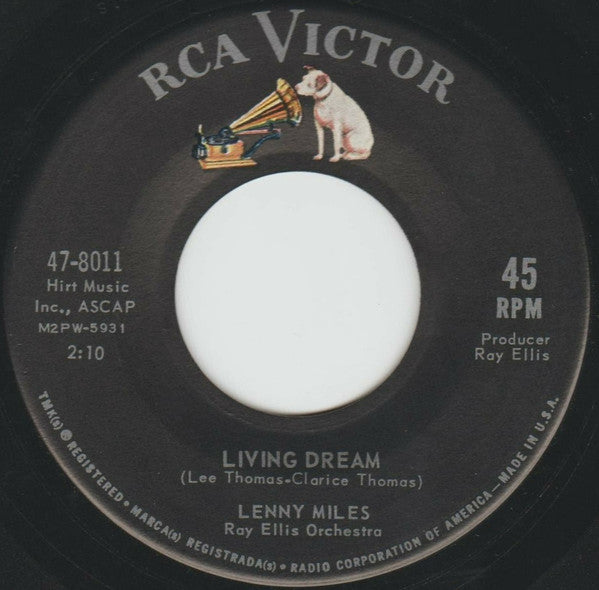 RCA VICTOR
47-8011
Hirt Music
Inc., ASCAP
M2PW-5931
2:10
45
RPM
Producer
Ray Ellis
LIVING DREAM
(Lee Thomas-Clarice Thomas)
LENNY MILES
Ray Ellis Orchestra
TMK(s) ® REGISTERED • MARCA(s) REGISTRADA(s) • RADIO CORPORATION OF AMERICA—MADE IN U.S.A.